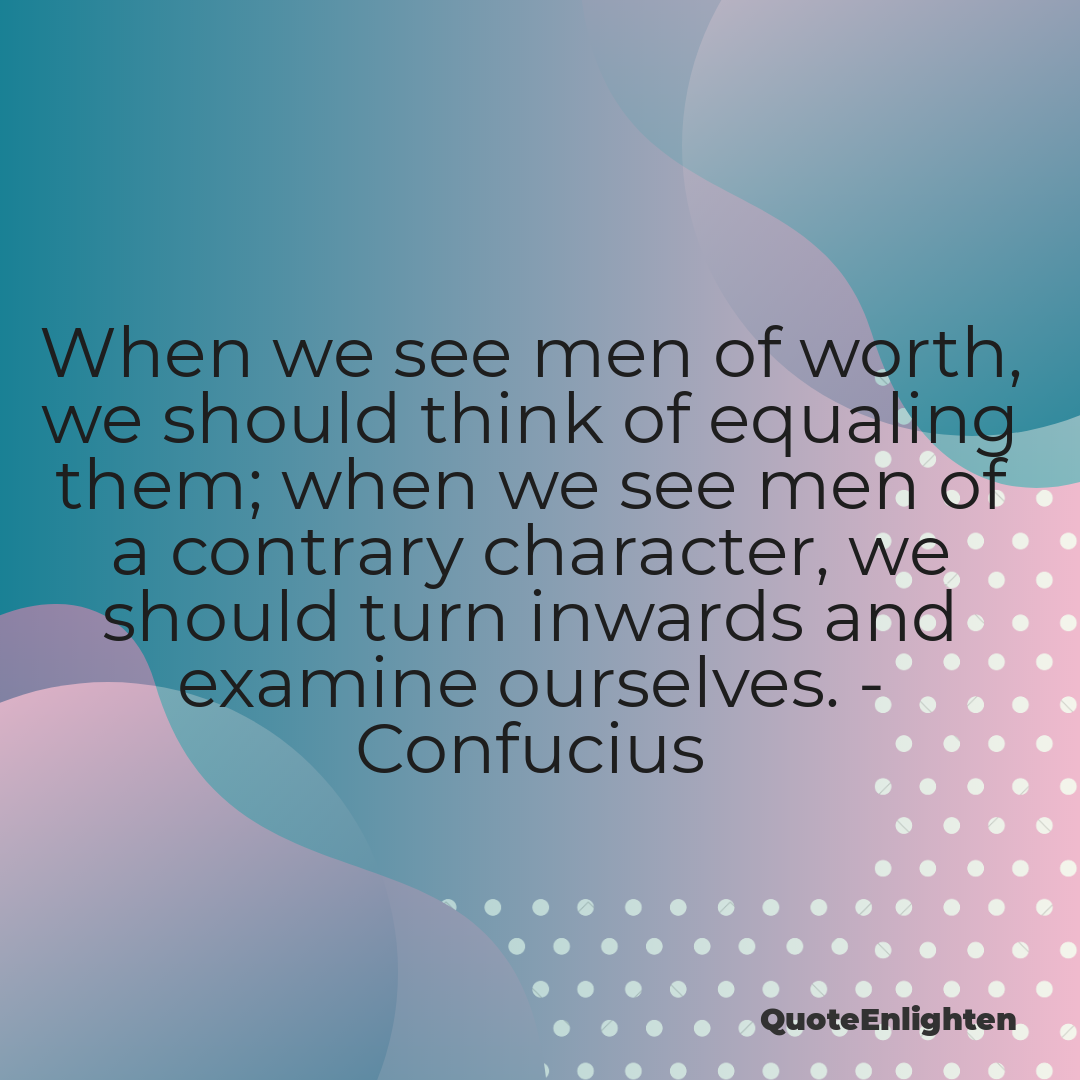 When we see men of worth,
we should think of equaling
them; when we see men of
a contrary character, we
should turn inwards and
examine ourselves. -
Confucius
QuoteEnlighten